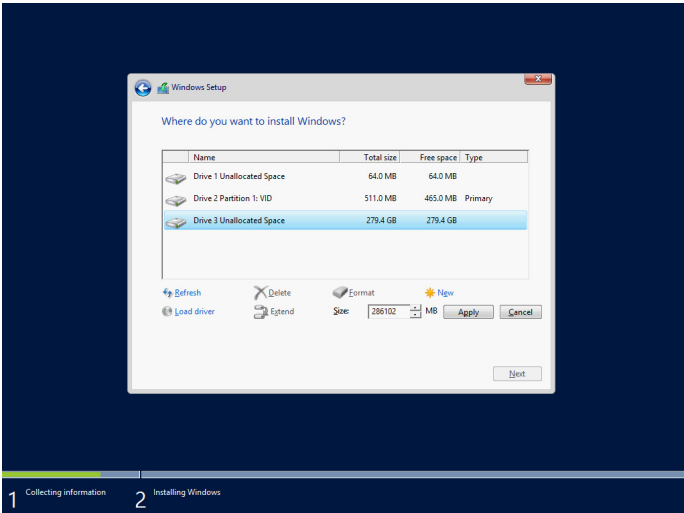 Windows Setup
Where do you want to install Windows?
Name Total size Free space Type
Drive 1 Unallocated Space 64.0 MB 64.0 MB
Drive 2 Partition 1: VID 511.0 MB 465.0 MB Primary
Drive 3 Unallocated Space 279.4 GB 279.4 GB
Refresh Delete Format New
Load driver Extend Size: 286102 MB Apply Cancel
Next
1 Collecting information 2 Installing Windows